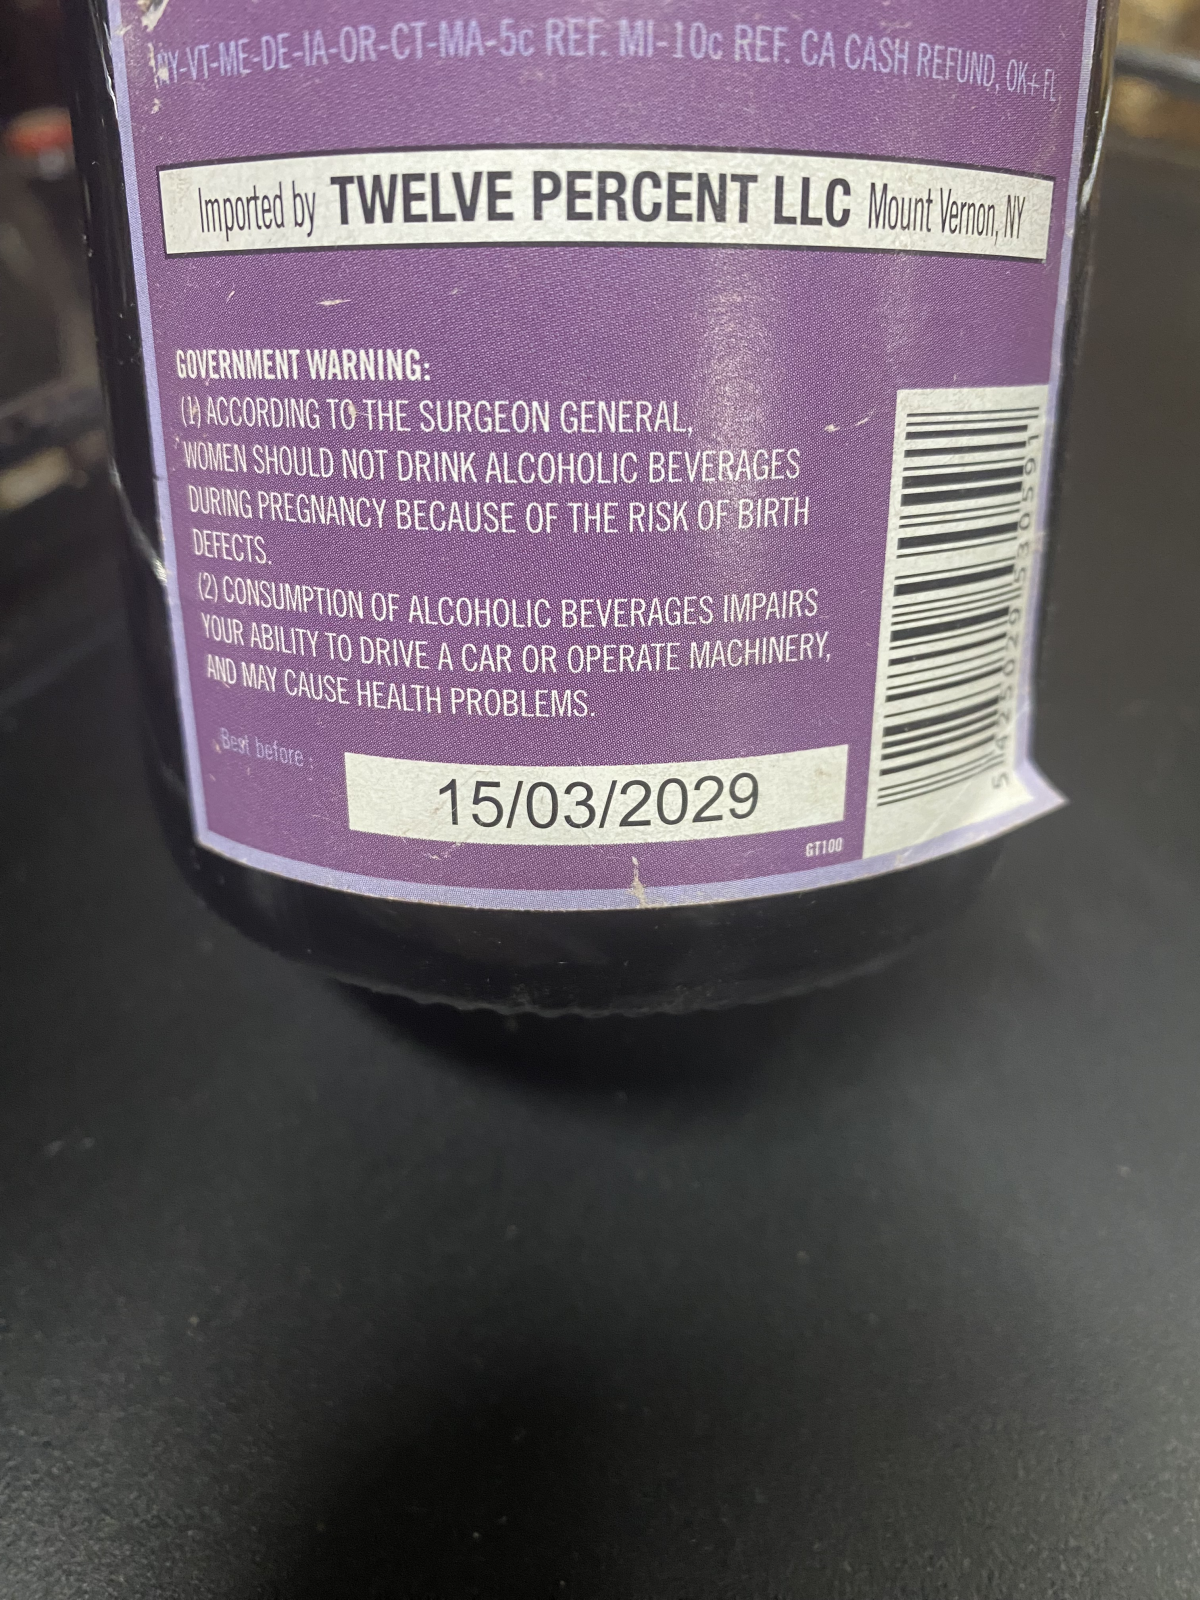 NY-VT-ME-DE-IA-OR-CT-MA-5c REF. MI-10c REF. CA CASH REFUND, OK+FL
Imported by TWELVE PERCENT LLC Mount Vernon, NY
GOVERNMENT WARNING:
(1) ACCORDING TO THE SURGEON GENERAL,
WOMEN SHOULD NOT DRINK ALCOHOLIC BEVERAGES
DURING PREGNANCY BECAUSE OF THE RISK OF BIRTH
DEFECTS.
(2) CONSUMPTION OF ALCOHOLIC BEVERAGES IMPAIRS
YOUR ABILITY TO DRIVE A CAR OR OPERATE MACHINERY,
AND MAY CAUSE HEALTH PROBLEMS.
Best before :
15/03/2029
GT100
5 425020 530591